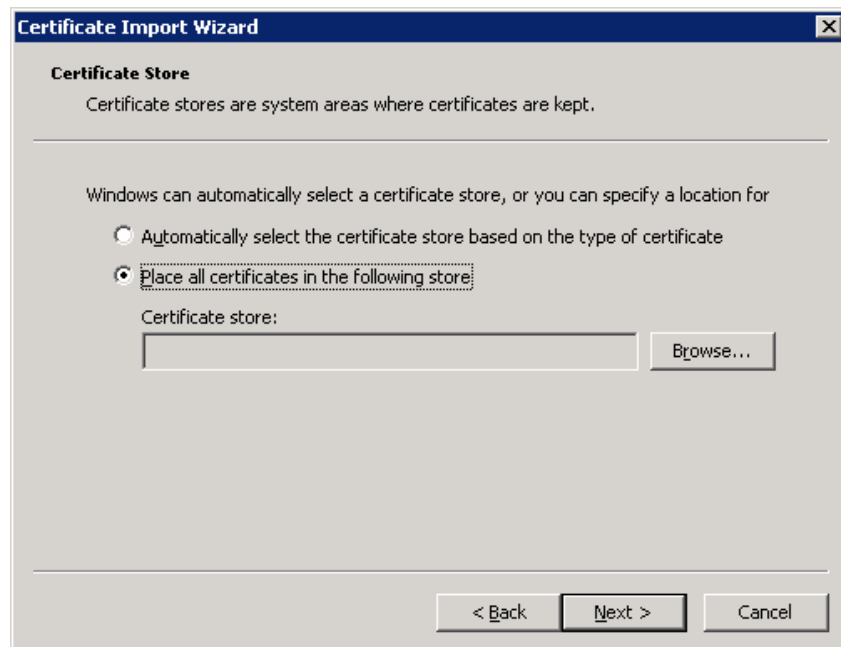 Certificate Import Wizard
Certificate Store
Certificate stores are system areas where certificates are kept.
Windows can automatically select a certificate store, or you can specify a location for
Automatically select the certificate store based on the type of certificate
Place all certificates in the following store
Certificate store:
Browse...
< Back Next > Cancel